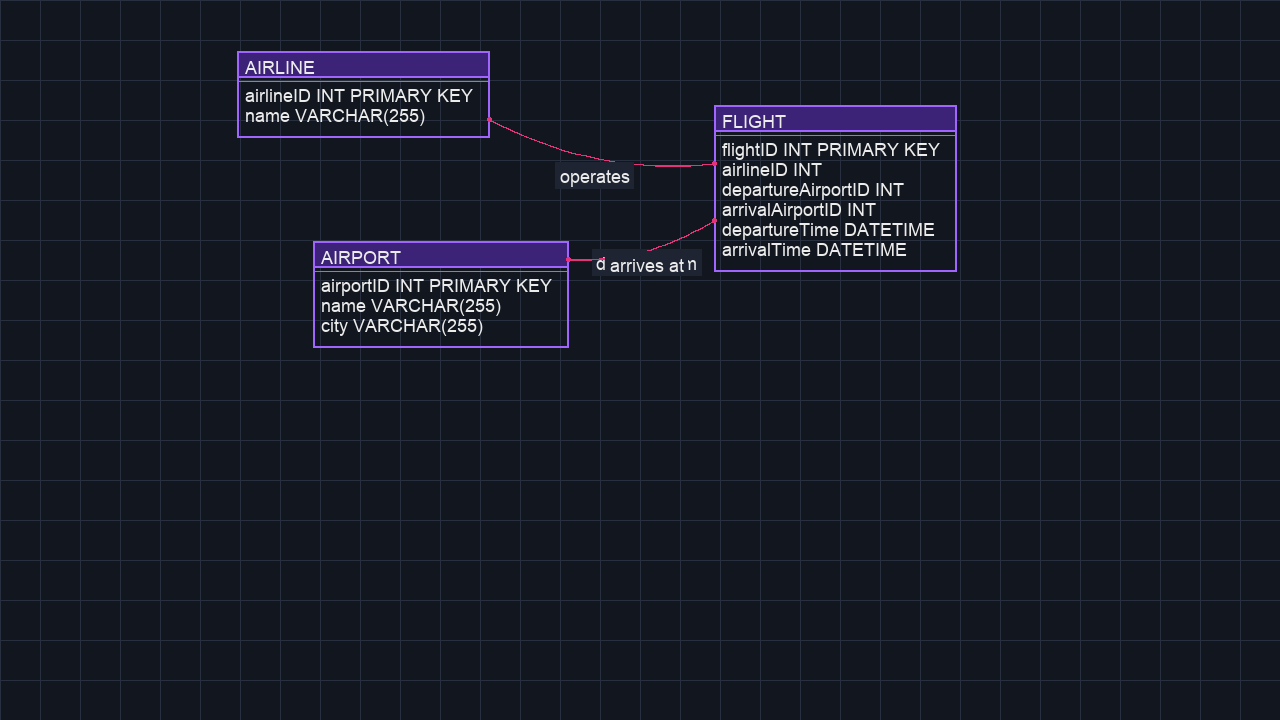 AIRLINE
airlineID INT PRIMARY KEY
name VARCHAR(255)
FLIGHT
flightID INT PRIMARY KEY
airlineID INT
departureAirportID INT
arrivalAirportID INT
departureTime DATETIME
arrivalTime DATETIME
operates
AIRPORT
airportID INT PRIMARY KEY
name VARCHAR(255)
city VARCHAR(255)
arrives at